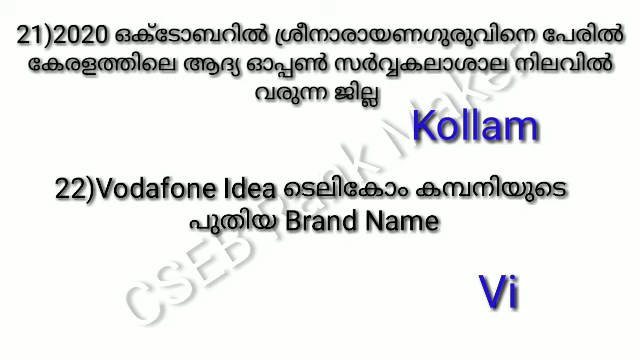 21)2020 ഒക്ടോബറിൽ ശ്രീനാരായണഗുരുവിനെ പേരിൽ
കേരളത്തിലെ ആദ്യ ഓപ്പൺ സർവ്വകലാശാല നിലവിൽ
വരുന്ന ജില്ല
Kollam
22)Vodafone Idea ടെലികോം കമ്പനിയുടെ
പുതിയ Brand Name
Vi
CSEB Rank Maker